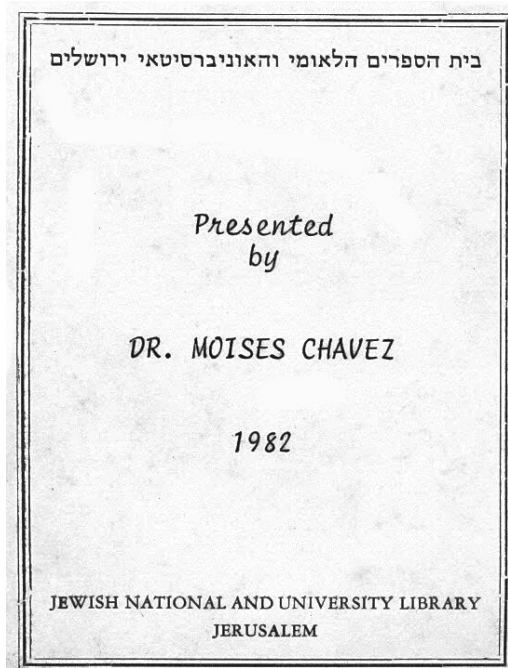 בית הספרים הלאומי והאוניברסיטאי ירושלים
Presented
by
DR. MOISES CHAVEZ
1982
JEWISH NATIONAL AND UNIVERSITY LIBRARY
JERUSALEM